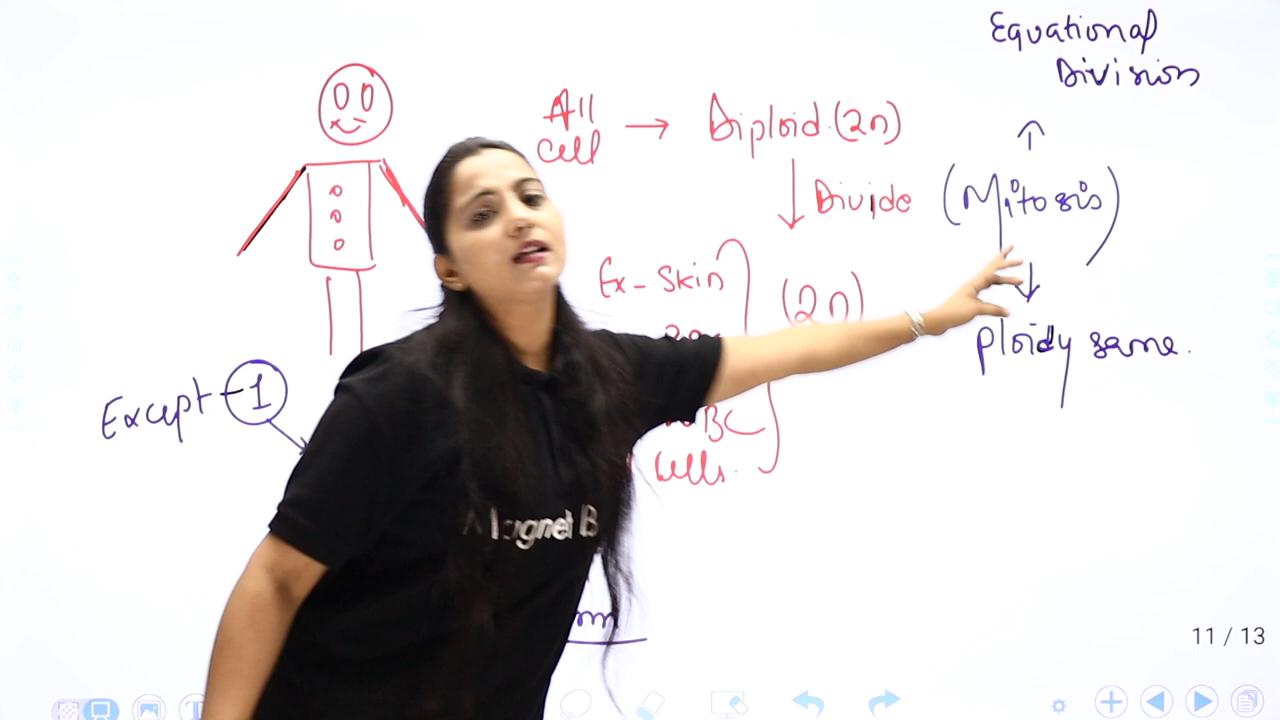 Equational
Division
All
cell → Diploid (2n)
Divide (Mitosis)
Ex - Skin
(2n)
Ploidy same.
Except - 1
BC
Cells.
Magnet B
11 / 13